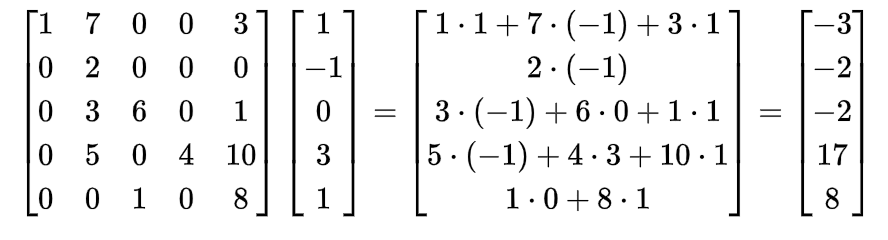 1 7 0 0 3 1 1 · 1 + 7 · (−1) + 3 · 1 −3
0 2 0 0 0 −1 2 · (−1) −2
0 3 6 0 1 0 = 3 · (−1) + 6 · 0 + 1 · 1 = −2
0 5 0 4 10 3 5 · (−1) + 4 · 3 + 10 · 1 17
0 0 1 0 8 1 1 · 0 + 8 · 1 8